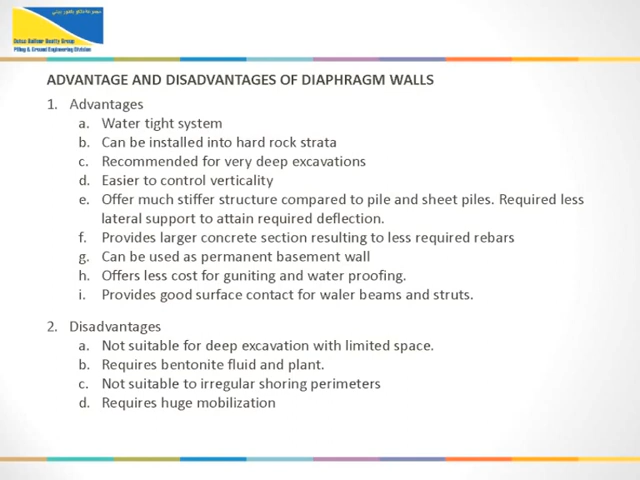 Dutco Balfour Beatty Group
Piling & Ground Engineering Division
ADVANTAGE AND DISADVANTAGES OF DIAPHRAGM WALLS
1. Advantages
a. Water tight system
b. Can be installed into hard rock strata
c. Recommended for very deep excavations
d. Easier to control verticality
e. Offer much stiffer structure compared to pile and sheet piles. Required less
lateral support to attain required deflection.
f. Provides larger concrete section resulting to less required rebars
g. Can be used as permanent basement wall
h. Offers less cost for guniting and water proofing.
i. Provides good surface contact for waler beams and struts.
2. Disadvantages
a. Not suitable for deep excavation with limited space.
b. Requires bentonite fluid and plant.
c. Not suitable to irregular shoring perimeters
d. Requires huge mobilization